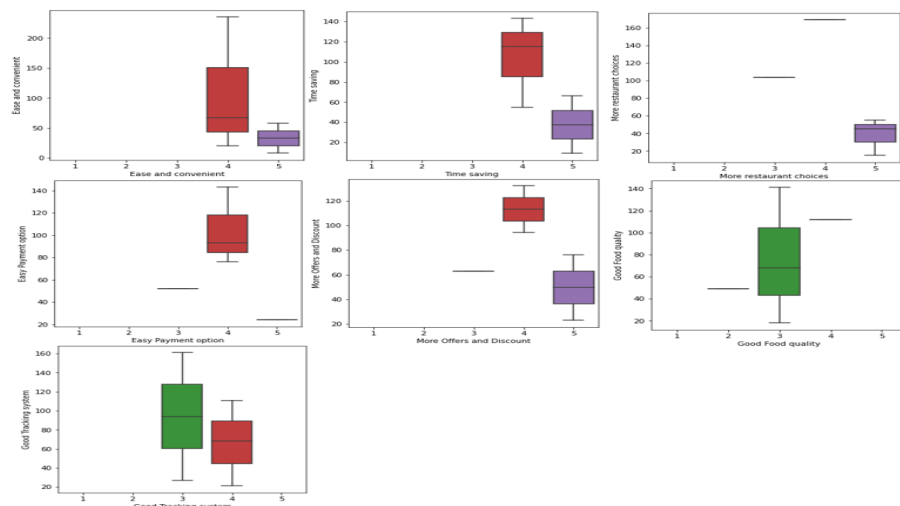 Ease and convenient
200
150
100
50
0
1 2 3 4 5
Ease and convenient
Time saving
140
120
100
80
60
40
20
1 2 3 4 5
Time saving
More restaurant choices
160
140
120
100
80
60
40
20
1 2 3 4 5
More restaurant choices
Easy Payment option
140
120
100
80
60
40
20
1 2 3 4 5
Easy Payment option
More Offers and Discount
120
100
80
60
40
20
1 2 3 4 5
More Offers and Discount
Good Food quality
140
120
100
80
60
40
20
1 2 3 4 5
Good Food quality
Good Tracking system
160
140
120
100
80
60
40
20
1 2 3 4 5
Good Tracking system